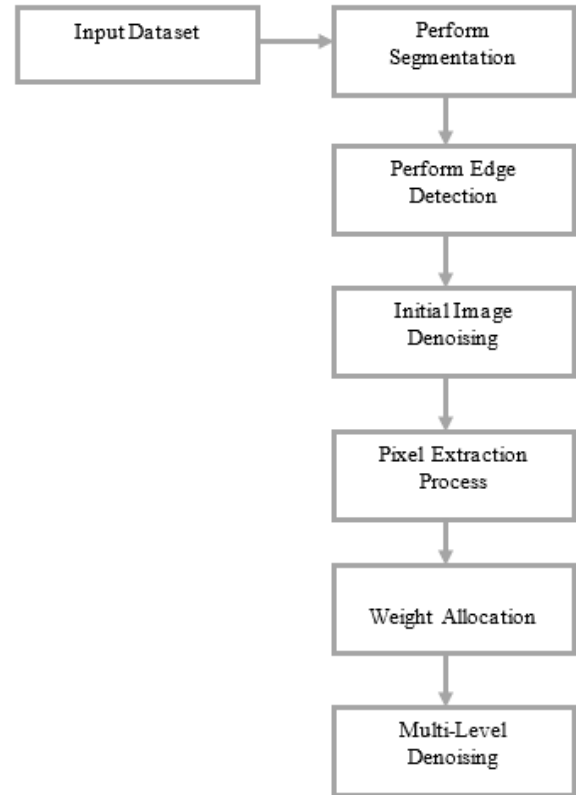 Input Dataset
Perform
Segmentation
Perform Edge
Detection
Initial Image
Denoising
Pixel Extraction
Process
Weight Allocation
Multi-Level
Denoising